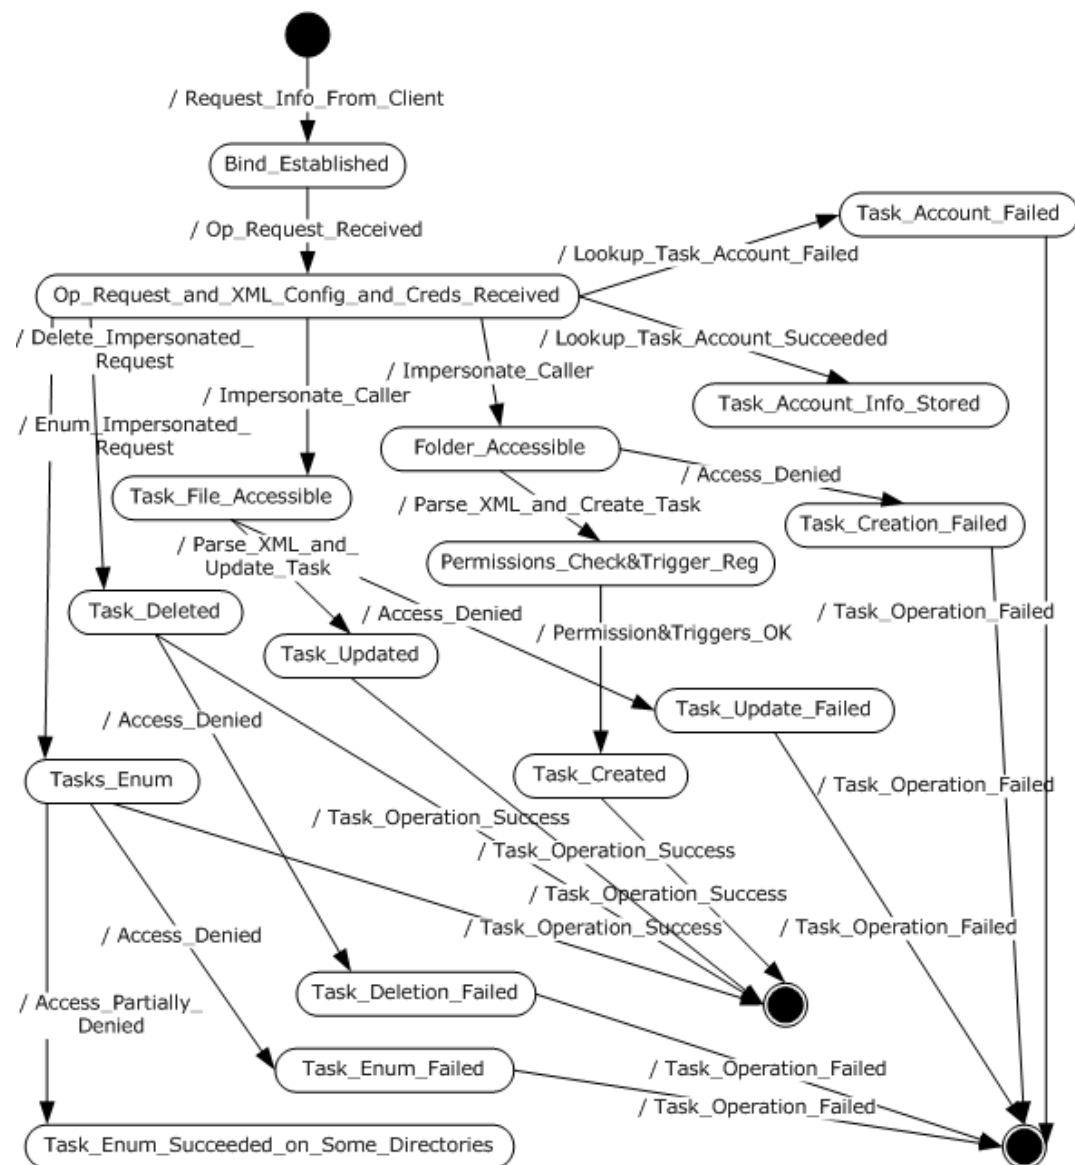 / Request_Info_From_Client
Bind_Established
/ Op_Request_Received
Task_Account_Failed
/ Lookup_Task_Account_Failed
Op_Request_and_XML_Config_and_Creds_Received
/ Delete_Impersonated_
Request
/ Lookup_Task_Account_Succeeded
/ Impersonate_Caller
/ Impersonate_Caller
Task_Account_Info_Stored
/ Enum_Impersonated_
Request
Folder_Accessible
/ Access_Denied
Task_File_Accessible
/ Parse_XML_and_Create_Task
Task_Creation_Failed
/ Parse_XML_and_
Update_Task
Permissions_Check&Trigger_Reg
Task_Deleted
/ Access_Denied
/ Task_Operation_Failed
/ Permission&Triggers_OK
Task_Updated
Task_Update_Failed
/ Access_Denied
Tasks_Enum
Task_Created
/ Task_Operation_Failed
/ Task_Operation_Success
/ Task_Operation_Success
/ Task_Operation_Success
/ Task_Operation_Success
/ Task_Operation_Failed
/ Access_Denied
Task_Deletion_Failed
/ Access_Partially_
Denied
Task_Enum_Failed
/ Task_Operation_Failed
/ Task_Operation_Failed
Task_Enum_Succeeded_on_Some_Directories